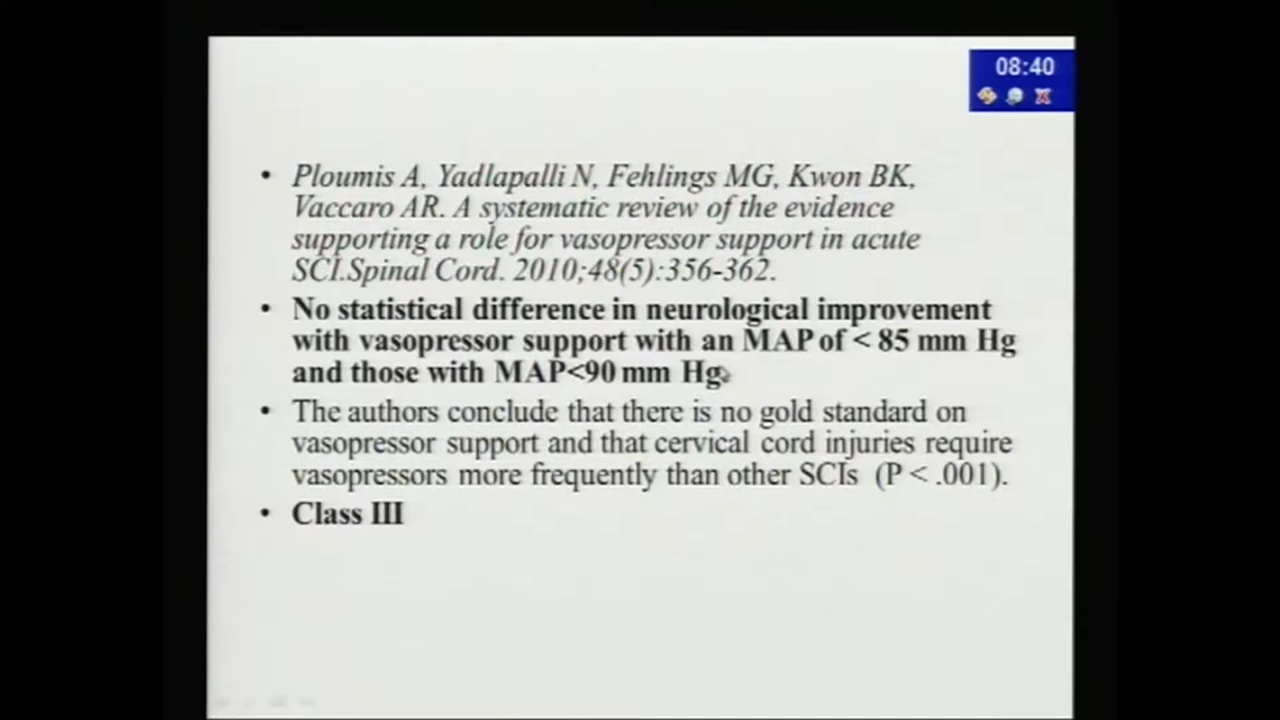 08:40
• Ploumis A, Yadlapalli N, Fehlings MG, Kwon BK,
Vaccaro AR. A systematic review of the evidence
supporting a role for vasopressor support in acute
SCI.Spinal Cord. 2010;48(5):356-362.
• No statistical difference in neurological improvement
with vasopressor support with an MAP of < 85 mm Hg
and those with MAP<90 mm Hg.
• The authors conclude that there is no gold standard on
vasopressor support and that cervical cord injuries require
vasopressors more frequently than other SCIs (P < .001).
• Class III